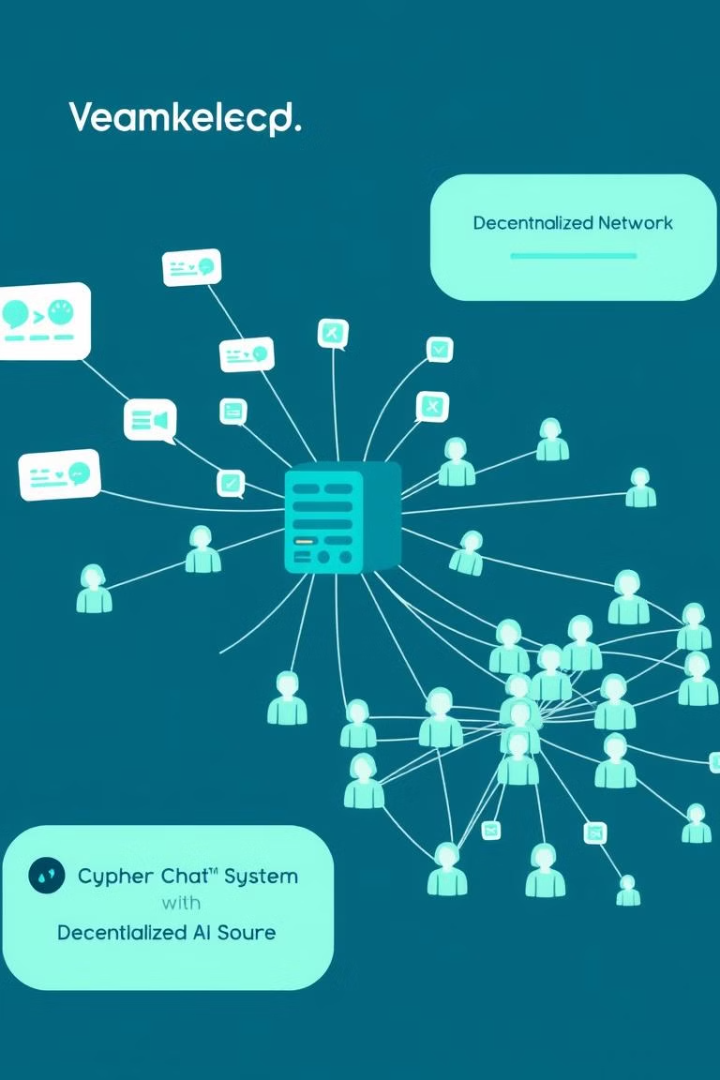 Veamkelecp.
Decentnalized Network
Cypher Chat™ System
with
Decentlalized AI Soure